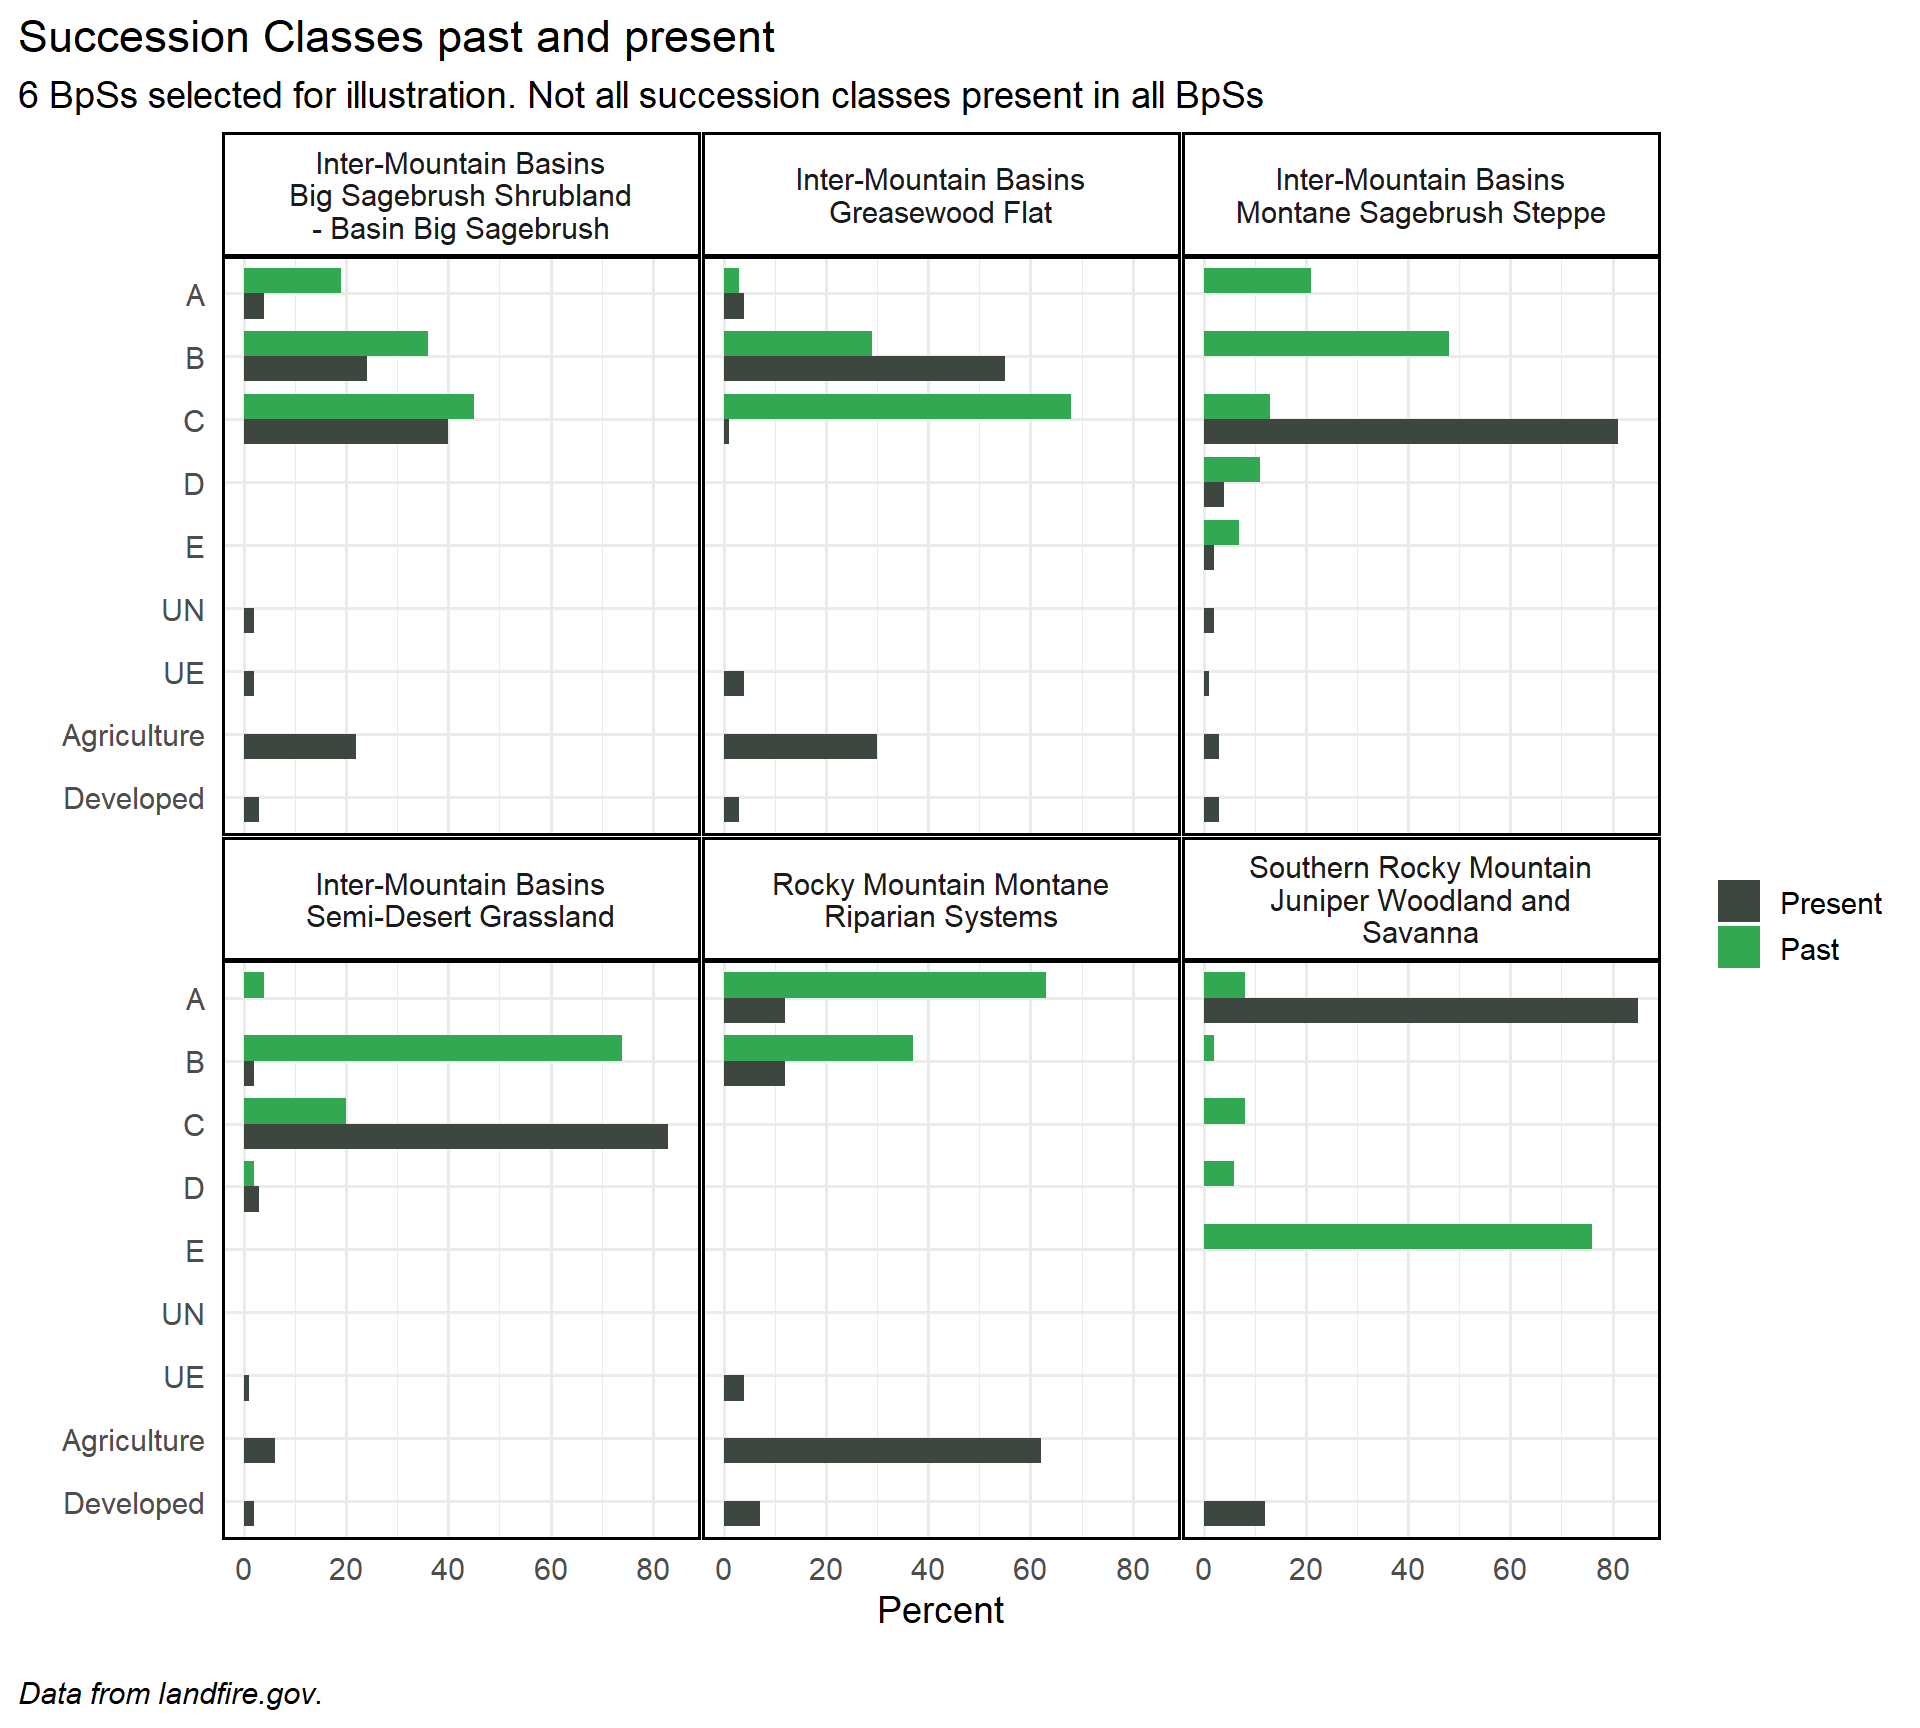 Succession Classes past and present
6 BpSs selected for illustration. Not all succession classes present in all BpSs
Inter-Mountain Basins
Big Sagebrush Shrubland
- Basin Big Sagebrush
Inter-Mountain Basins
Greasewood Flat
Inter-Mountain Basins
Montane Sagebrush Steppe
A
B
C
D
E
UN
UE
Agriculture
Developed
Inter-Mountain Basins
Semi-Desert Grassland
Rocky Mountain Montane
Riparian Systems
Southern Rocky Mountain
Juniper Woodland and
Savanna
Present
Past
A
B
C
D
E
UN
UE
Agriculture
Developed
0 20 40 60 80 0 20 40 60 80 0 20 40 60 80
Percent
Data from landfire.gov.